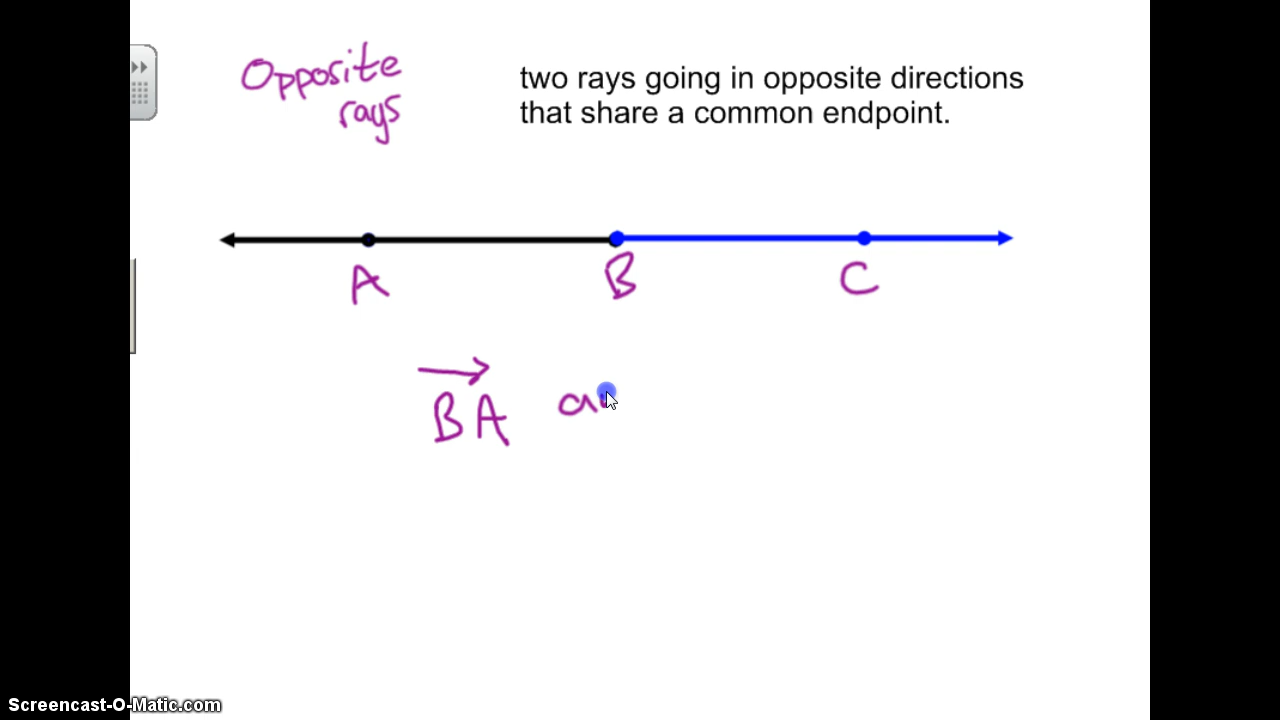 Opposite
rays
two rays going in opposite directions
that share a common endpoint.
A B C
BA
Screencast-O-Matic.com